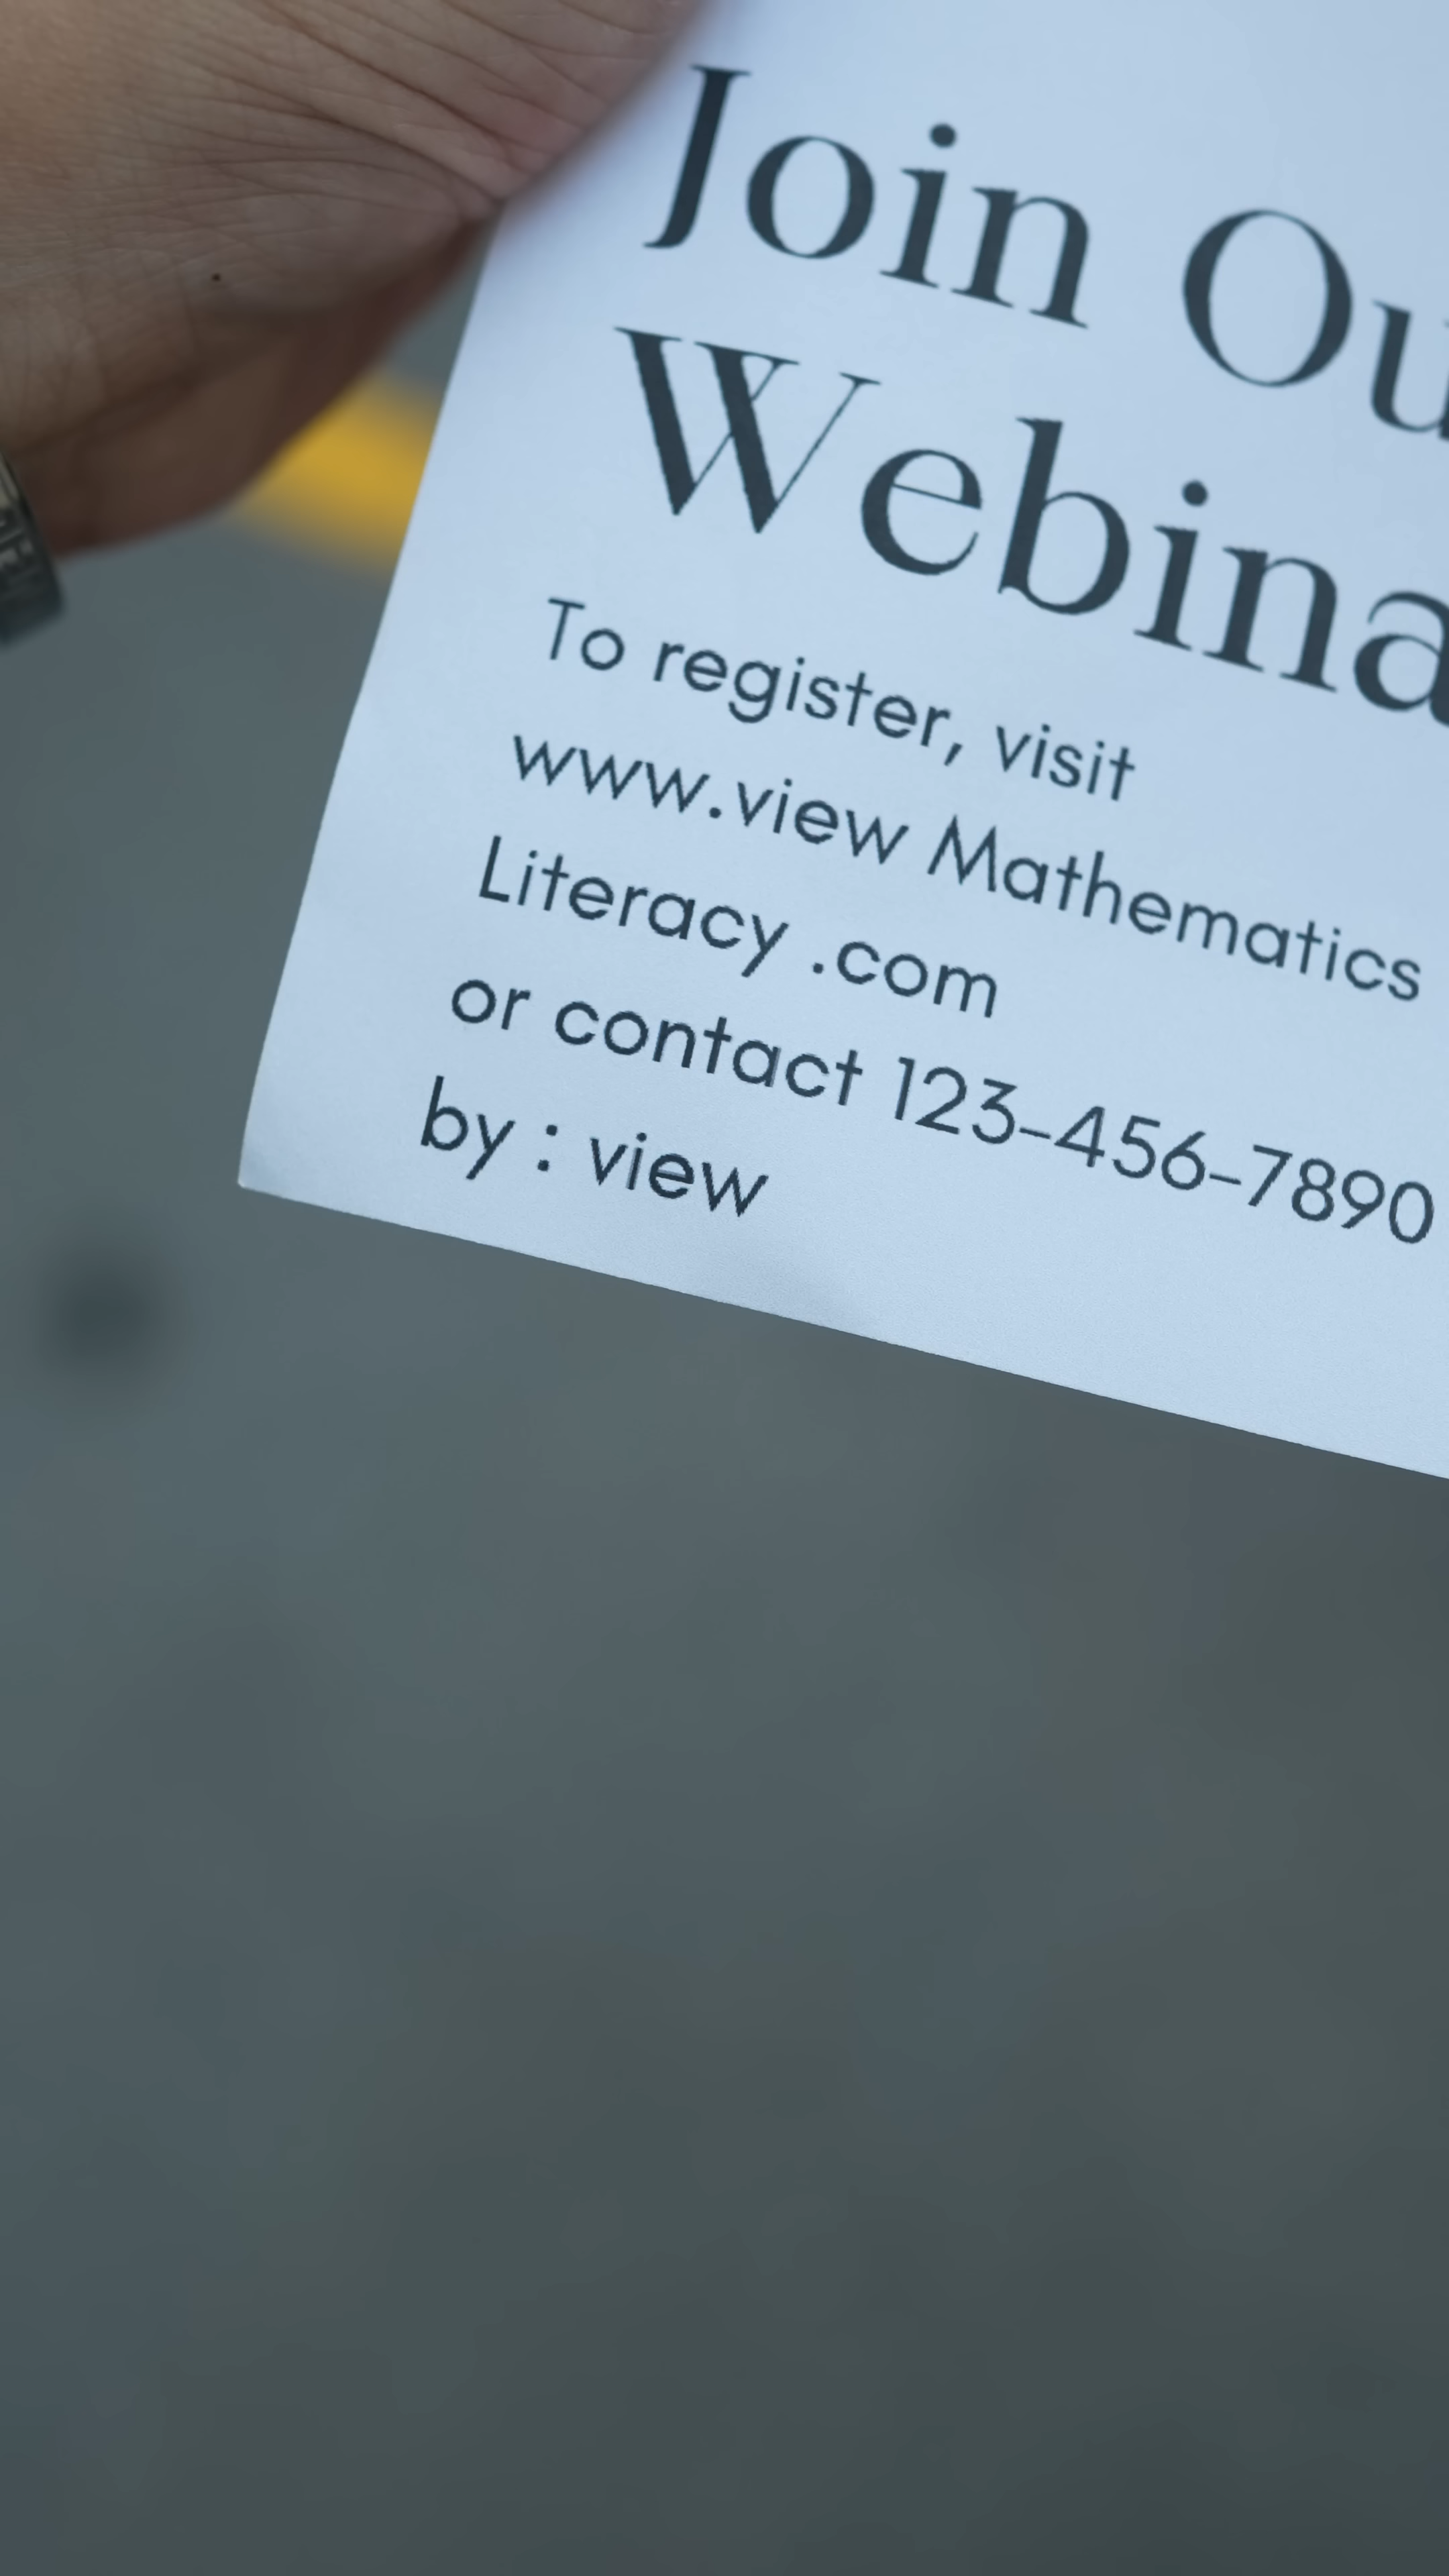 Join Ou
Webina
To register, visit
www.view Mathematics
Literacy .com
or contact 123-456-7890
by : view